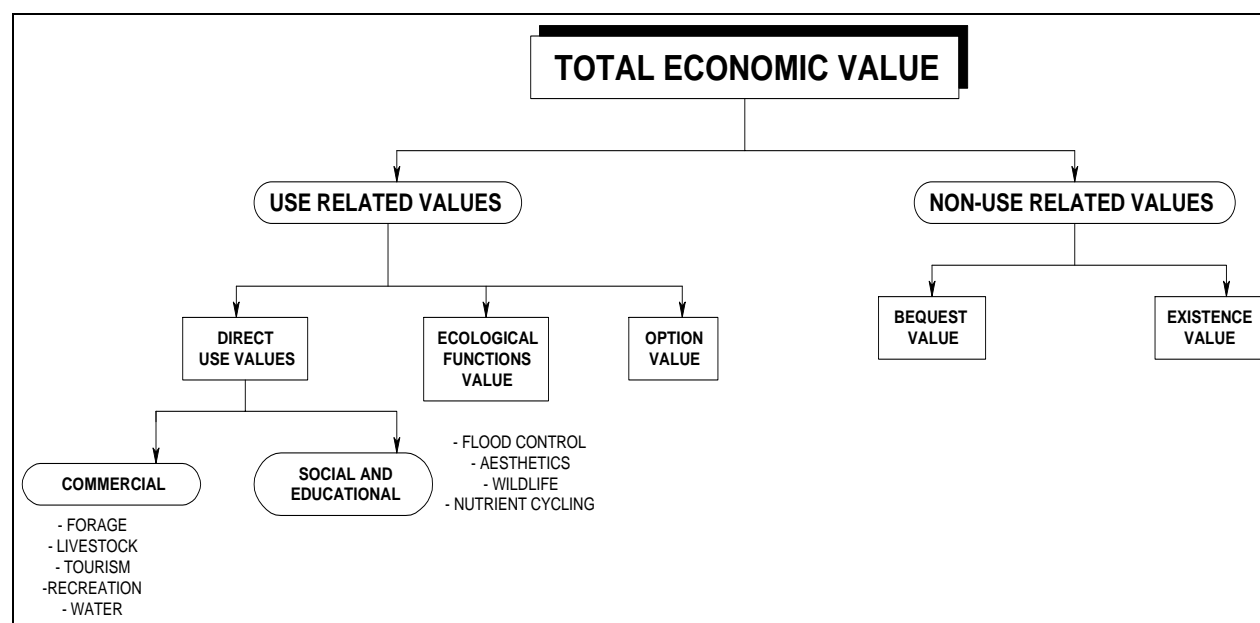 TOTAL ECONOMIC VALUE
USE RELATED VALUES
NON-USE RELATED VALUES
DIRECT
USE VALUES
ECOLOGICAL
FUNCTIONS
VALUE
OPTION
VALUE
BEQUEST
VALUE
EXISTENCE
VALUE
COMMERCIAL
- FORAGE
- LIVESTOCK
- TOURISM
-RECREATION
- WATER
SOCIAL AND
EDUCATIONAL
- FLOOD CONTROL
- AESTHETICS
- WILDLIFE
- NUTRIENT CYCLING